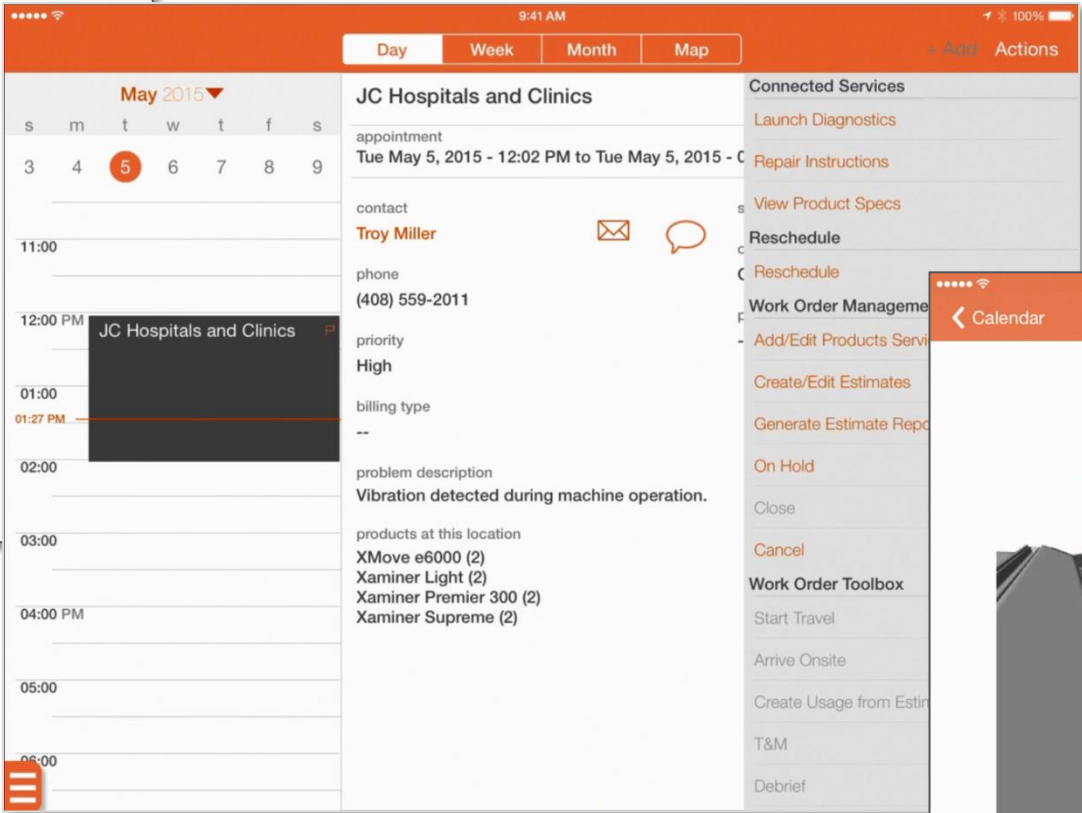 9:41 AM
100%
Day Week Month Map
+ Add Actions
May 2015
s m t w t f s
3 4 5 6 7 8 9
11:00
12:00 PM
JC Hospitals and Clinics
01:00
01:27 PM
02:00
03:00
04:00 PM
05:00
06:00
JC Hospitals and Clinics
appointment
Tue May 5, 2015 - 12:02 PM to Tue May 5, 2015 -
contact
Troy Miller
phone
(408) 559-2011
priority
High
billing type
--
problem description
Vibration detected during machine operation.
products at this location
XMove e6000 (2)
Xaminer Light (2)
Xaminer Premier 300 (2)
Xaminer Supreme (2)
Connected Services
Launch Diagnostics
Repair Instructions
View Product Specs
Reschedule
Reschedule
Work Order Manageme
Add/Edit Products Servi
Create/Edit Estimates
Generate Estimate Repo
On Hold
Close
Cancel
Work Order Toolbox
Start Travel
Arrive Onsite
Create Usage from Estim
T&M
Debrief
Calendar